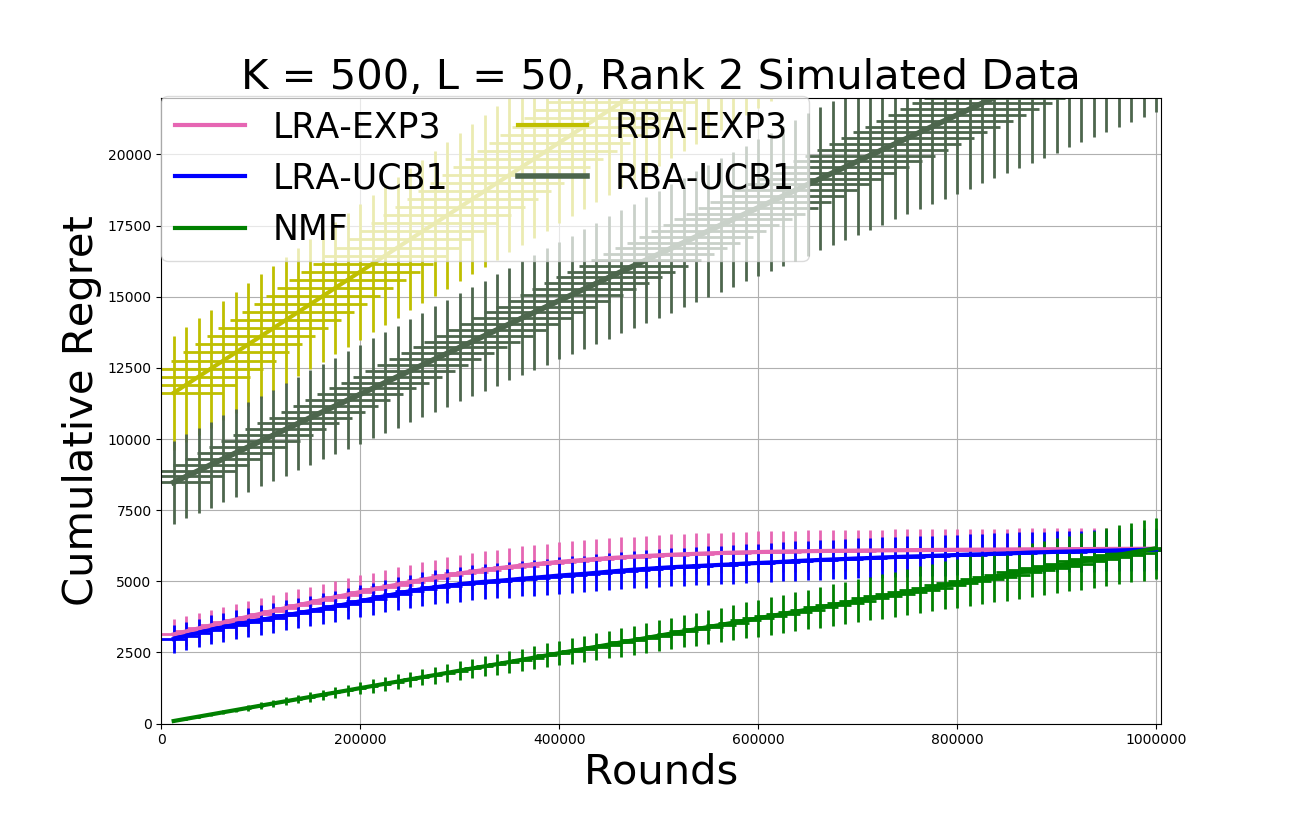 K = 500, L = 50, Rank 2 Simulated Data
LRA-EXP3
RBA-EXP3
LRA-UCB1
RBA-UCB1
NMF
Cumulative Regret
20000
17500
15000
12500
10000
7500
5000
2500
0
0
200000
400000
600000
800000
1000000
Rounds